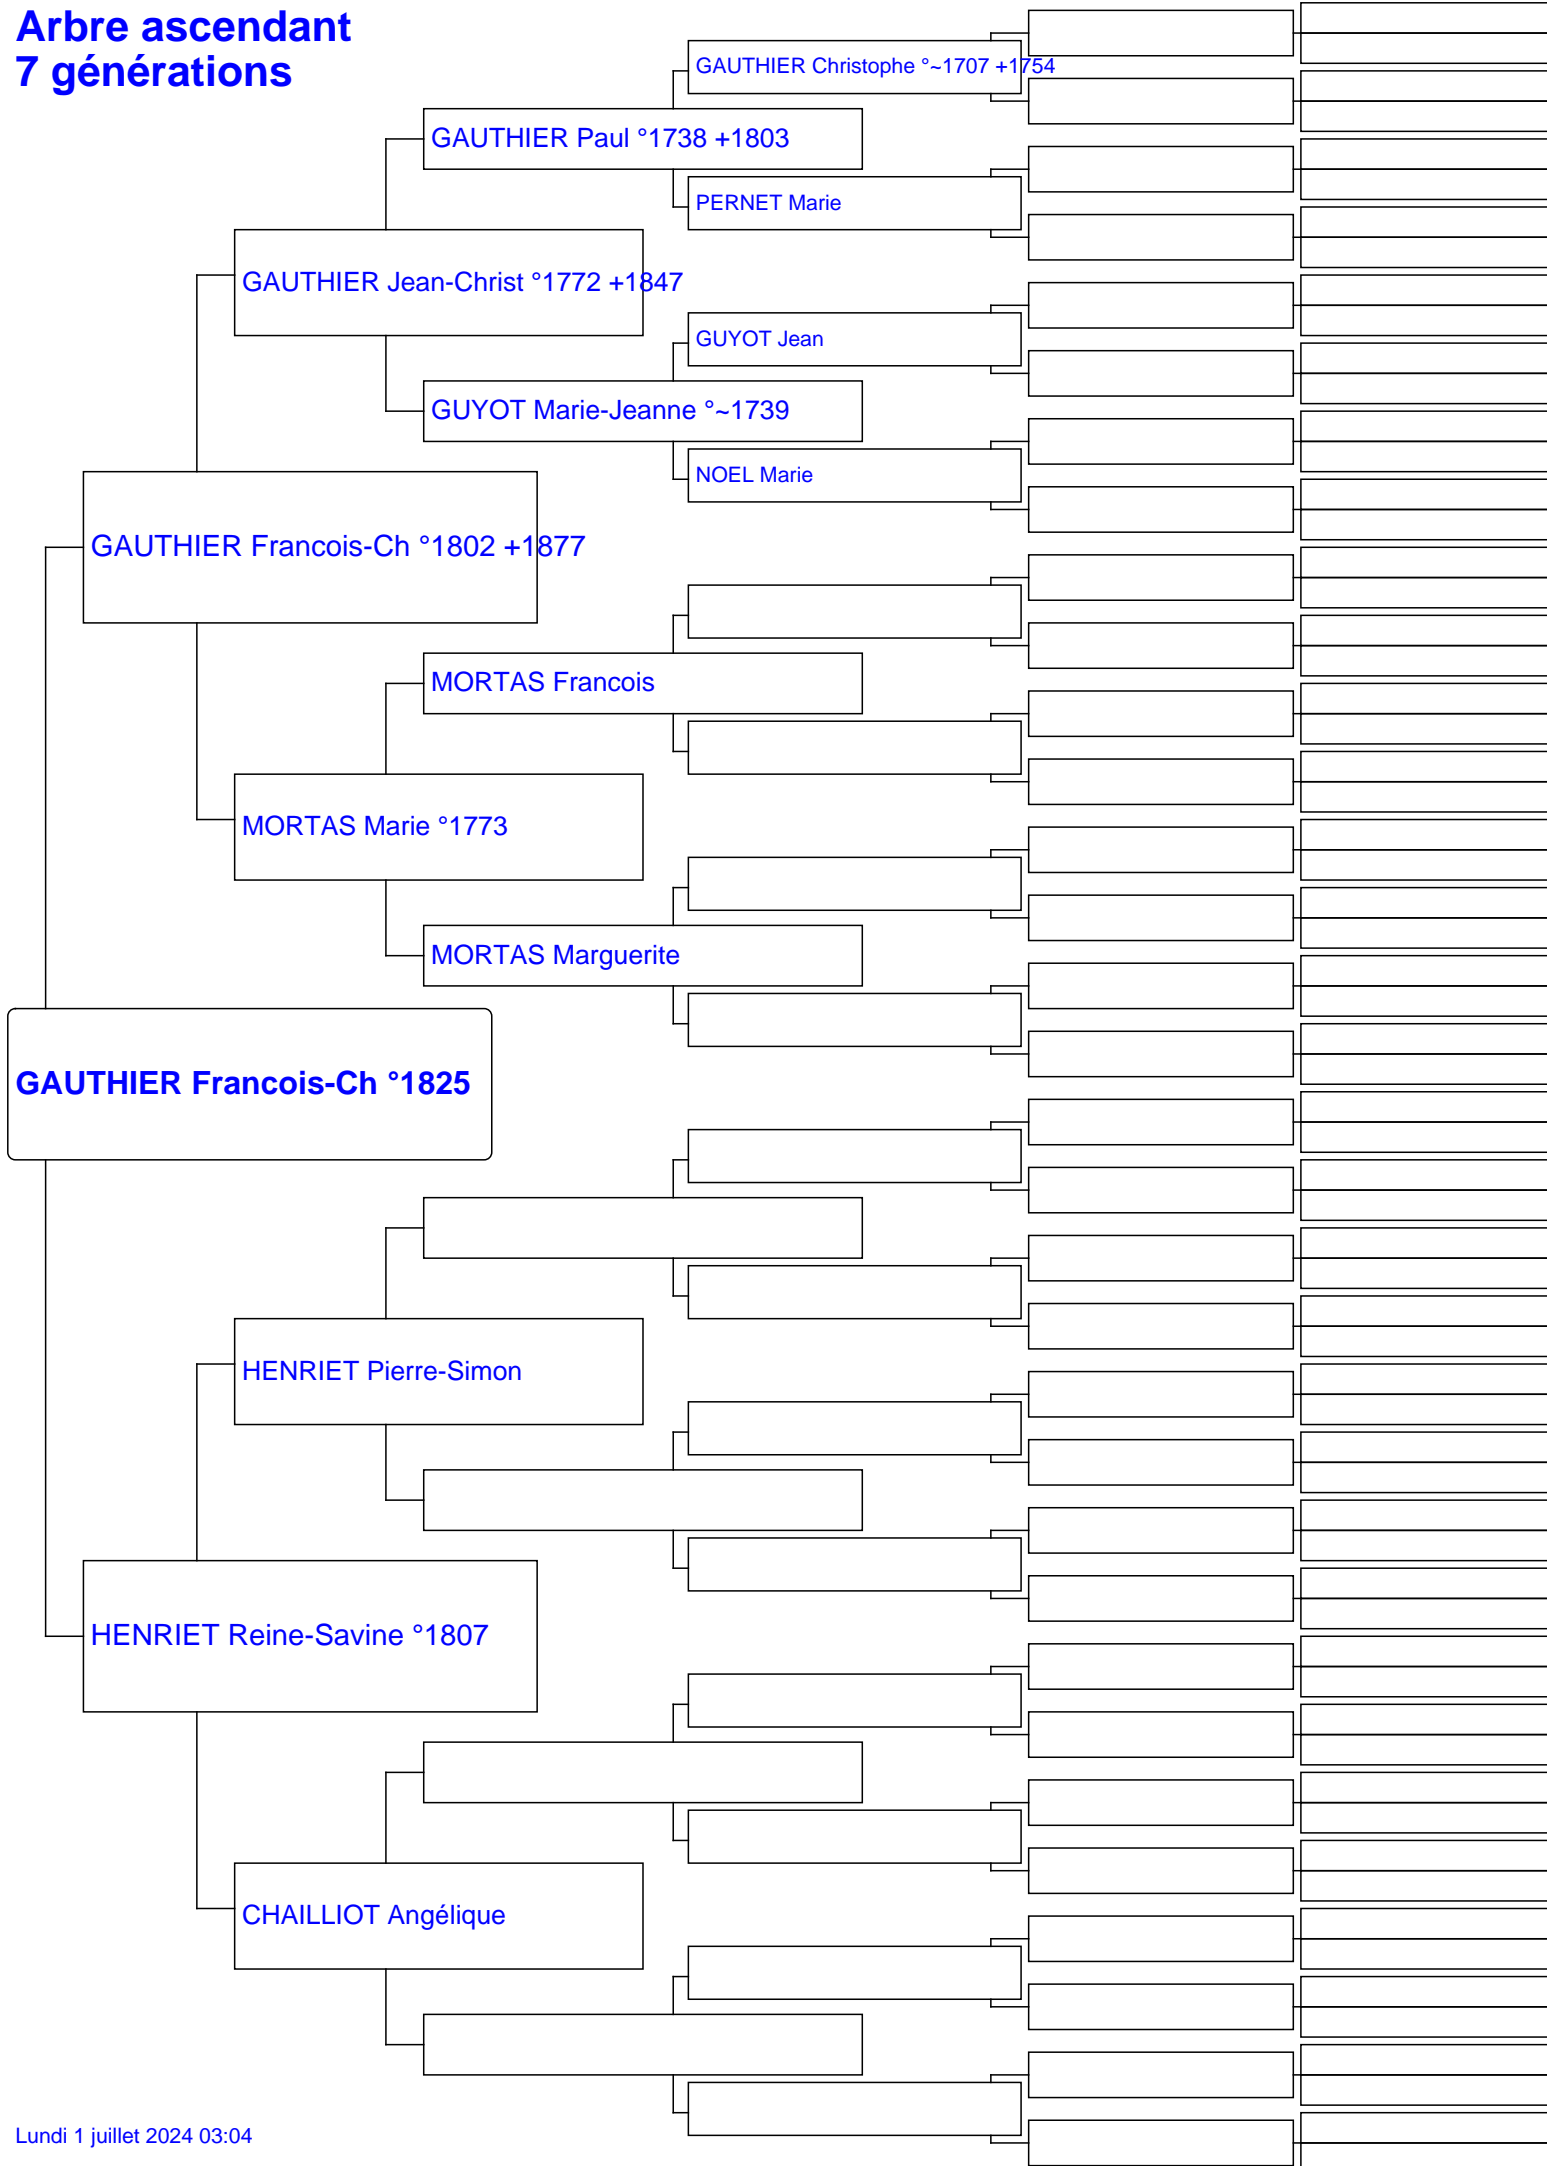 Arbre ascendant
7 générations
GAUTHIER Christophe °~1707 +1754
GAUTHIER Paul °1738 +1803
PERNET Marie
GAUTHIER Jean-Christ °1772 +1847
GUYOT Jean
GUYOT Marie-Jeanne °~1739
NOEL Marie
GAUTHIER Francois-Ch °1802 +1877
MORTAS Francois
MORTAS Marie °1773
MORTAS Marguerite
GAUTHIER Francois-Ch °1825
HENRIET Pierre-Simon
HENRIET Reine-Savine °1807
CHAILLIOT Angélique
Lundi 1 juillet 2024 03:04